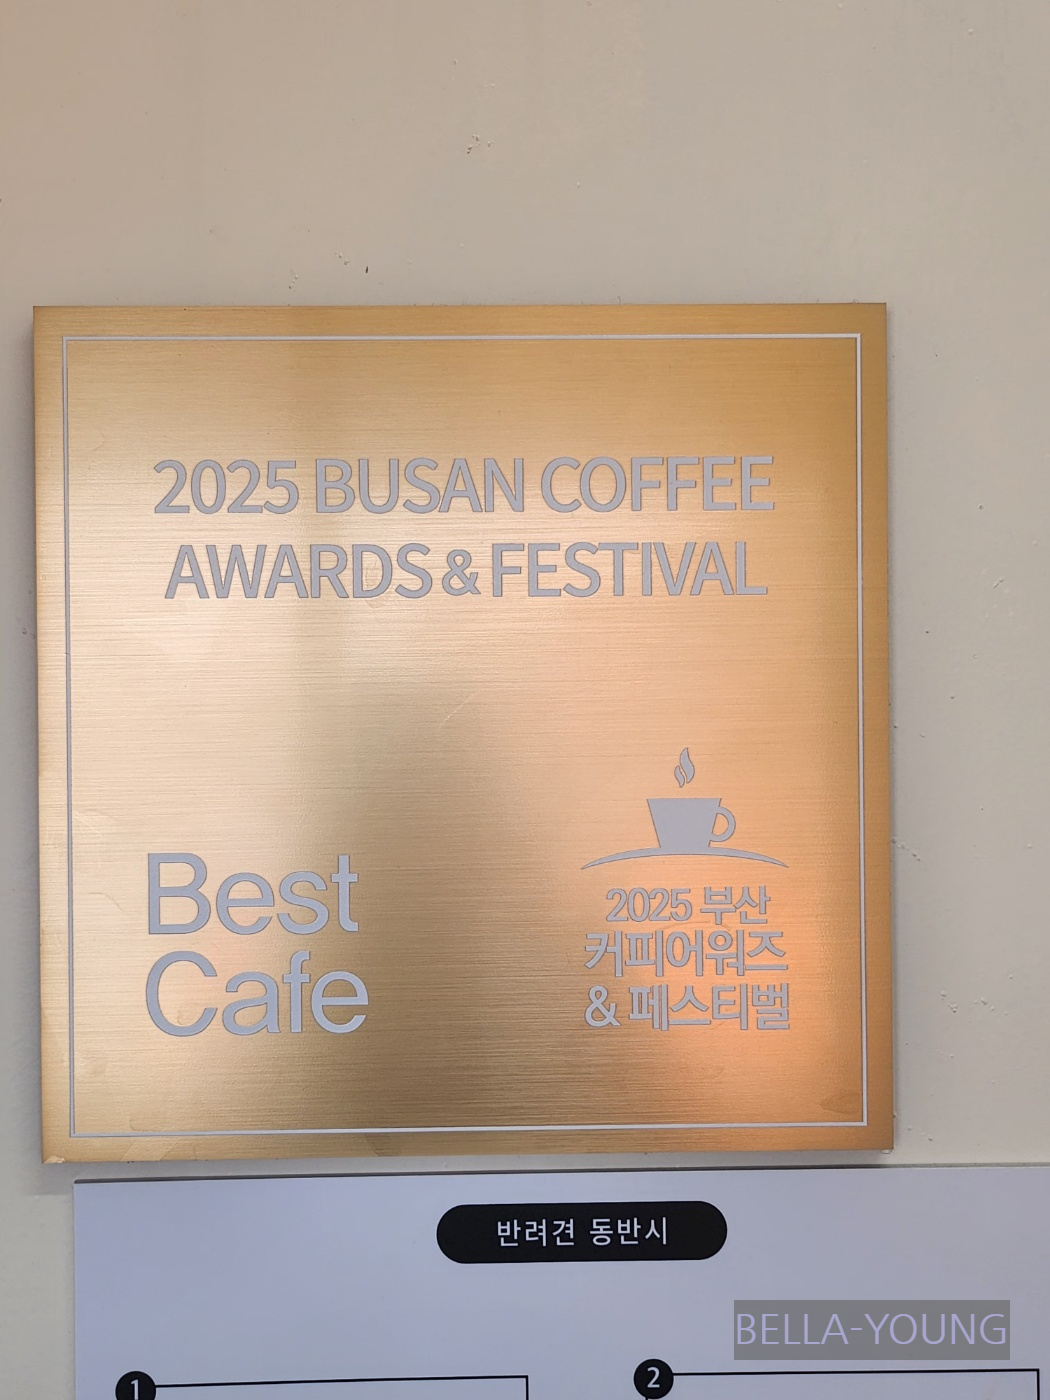 2025 BUSAN COFFEE
AWARDS & FESTIVAL
Best
Cafe
2025 부산
커피어워즈
& 페스티벌
반려견 동반시
1
2
BELLA-YOUNG